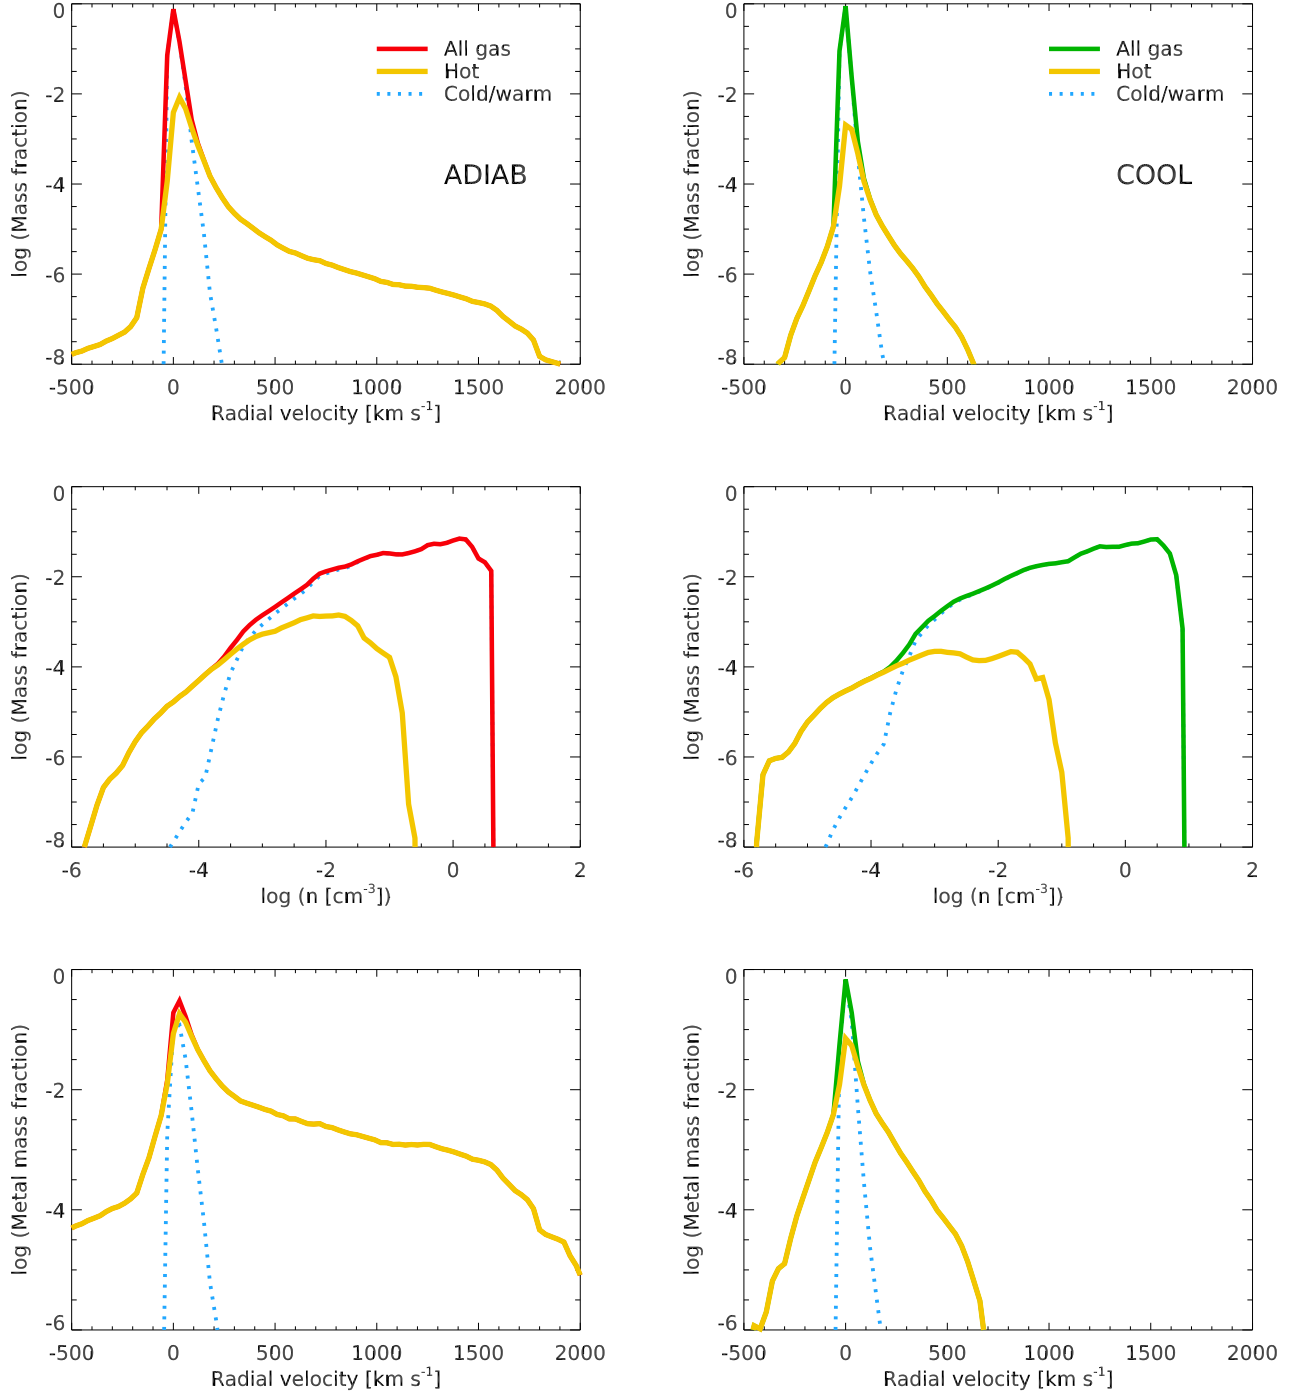 log (Mass fraction)
0
-2
-4
-6
-8
All gas
Hot
Cold/warm
ADIAB
-500 0 500 1000 1500 2000
Radial velocity [km s-1]
log (Mass fraction)
0
-2
-4
-6
-8
All gas
Hot
Cold/warm
COOL
-500 0 500 1000 1500 2000
Radial velocity [km s-1]
log (Mass fraction)
0
-2
-4
-6
-8
-6 -4 -2 0 2
log (n [cm-3])
log (Mass fraction)
0
-2
-4
-6
-8
-6 -4 -2 0 2
log (n [cm-3])
log (Metal mass fraction)
0
-2
-4
-6
-500 0 500 1000 1500 2000
Radial velocity [km s-1]
log (Metal mass fraction)
0
-2
-4
-6
-500 0 500 1000 1500 2000
Radial velocity [km s-1]